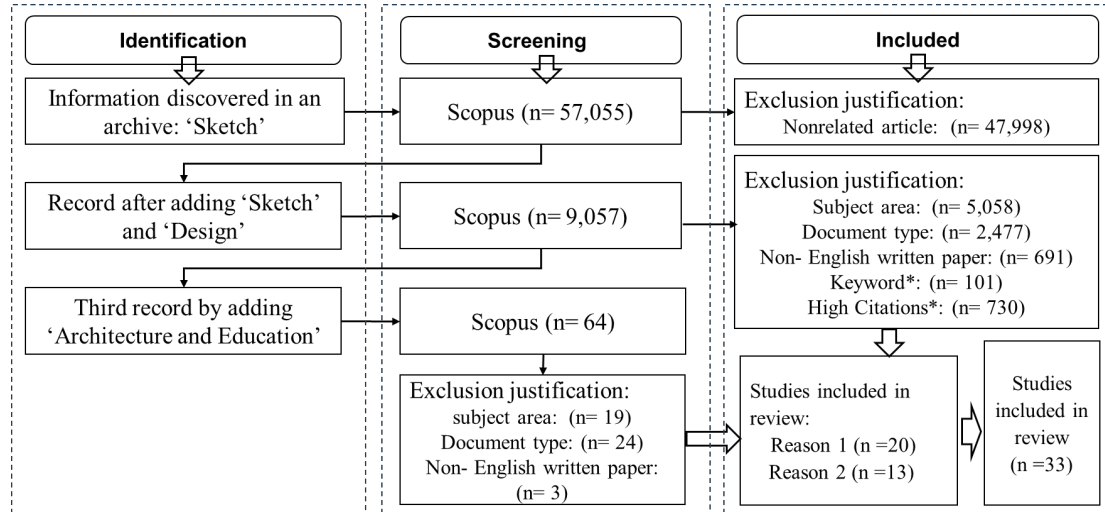 Identification
Information discovered in an
archive: ‘Sketch’
Record after adding ‘Sketch’
and ‘Design’
Third record by adding
‘Architecture and Education’
Screening
Scopus (n= 57,055)
Scopus (n= 9,057)
Scopus (n= 64)
Exclusion justification:
subject area: (n= 19)
Document type: (n= 24)
Non- English written paper:
(n= 3)
Included
Exclusion justification:
Nonrelated article: (n= 47,998)
Exclusion justification:
Subject area: (n= 5,058)
Document type: (n= 2,477)
Non- English written paper: (n= 691)
Keyword*: (n= 101)
High Citations*: (n= 730)
Studies included in
review:
Reason 1 (n =20)
Reason 2 (n =13)
Studies
included in
review
(n =33)